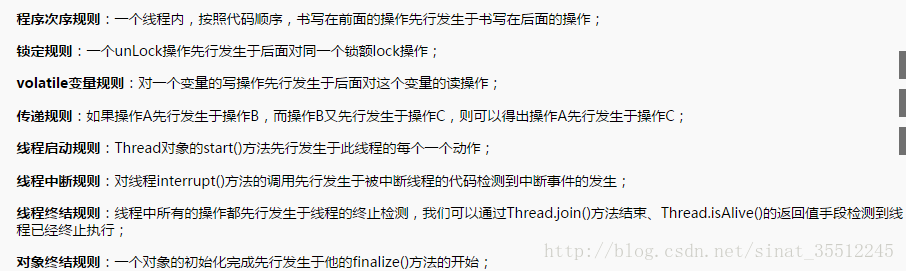 程序次序规则：一个线程内，按照代码顺序，书写在前面的操作先行发生于书写在后面的操作；
锁定规则：一个unLock操作先行发生于后面对同一个锁额lock操作；
volatile变量规则：对一个变量的写操作先行发生于后面对这个变量的读操作；
传递规则：如果操作A先行发生于操作B，而操作B又先行发生于操作C，则可以得出操作A先行发生于操作C；
线程启动规则：Thread对象的start()方法先行发生于此线程的每个一个动作；
线程中断规则：对线程interrupt()方法的调用先行发生于被中断线程的代码检测到中断事件的发生；
线程终结规则：线程中所有的操作都先行发生于线程的终止检测，我们可以通过Thread.join()方法结束、Thread.isAlive()的返回值手段检测到线
程已经终止执行；
对象终结规则：一个对象的初始化完成先行发生于他的finalize()方法的开始；
http://blog.csdn.net/sinat_35512245